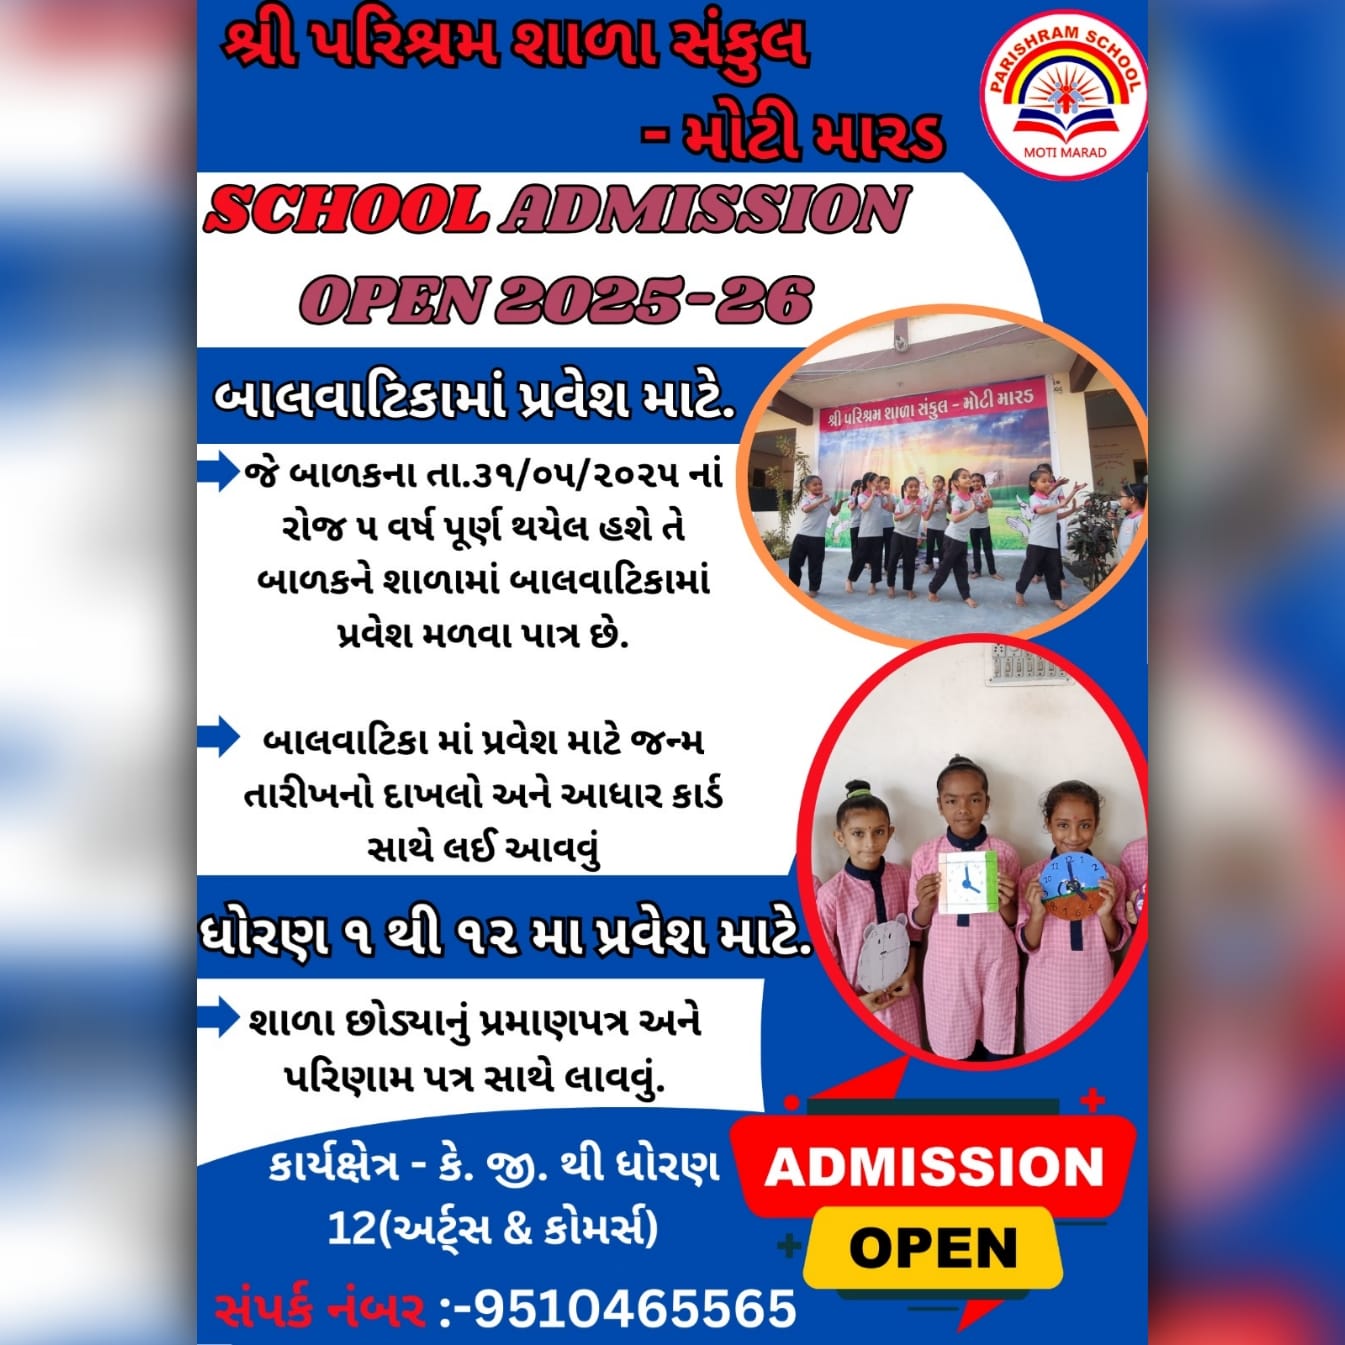 શ્રી પરિશ્રમ શાળા સંકુલ
- મોટી મારડ
PARISHRAM SCHOOL
MOTI MARAD
SCHOOL ADMISSION
OPEN 2025-26
બાલવાટિકામાં પ્રવેશ માટે.
જે બાળકના તા.૩૧/૦૫/૨૦૨૫ નાં
રોજ ૫ વર્ષ પૂર્ણ થયેલ હશે તે
બાળકને શાળામાં બાલવાટિકામાં
પ્રવેશ મળવા પાત્ર છે.
શ્રી પરિશ્રમ શાળા સંકુલ - મોટી મારડ
બાલવાટિકા માં પ્રવેશ માટે જન્મ
તારીખનો દાખલો અને આધાર કાર્ડ
સાથે લઈ આવવું
ધોરણ ૧ થી ૧૨ મા પ્રવેશ માટે.
શાળા છોડ્યાનું પ્રમાણપત્ર અને
પરિણામ પત્ર સાથે લાવવું.
કાર્યક્ષેત્ર - કે. જી. થી ધોરણ
12(અર્ટ્સ & કોમર્સ)
સંપર્ક નંબર :-9510465565
ADMISSION
OPEN